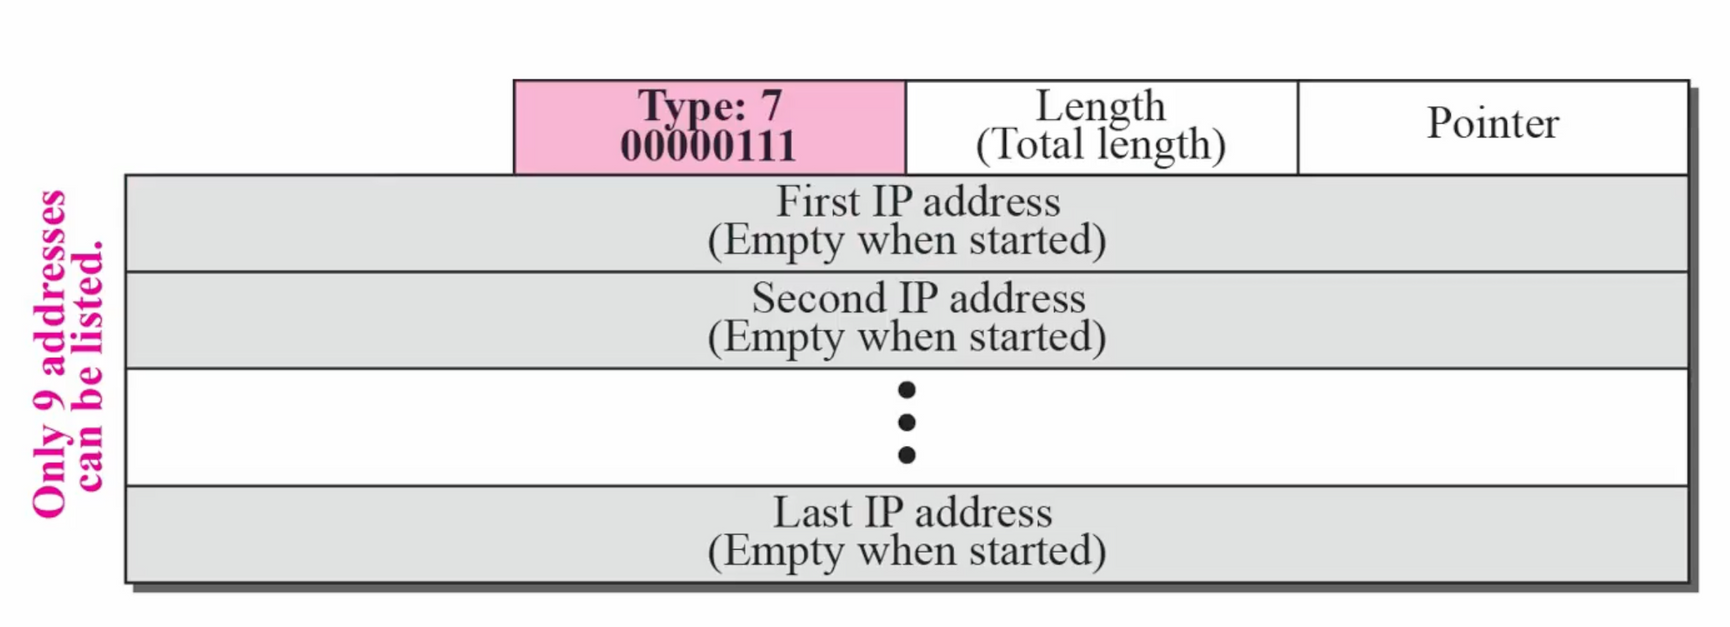 Type: 7
00000111
Length
(Total length)
Pointer
Only 9 addresses
can be listed.
First IP address
(Empty when started)
Second IP address
(Empty when started)
Last IP address
(Empty when started)